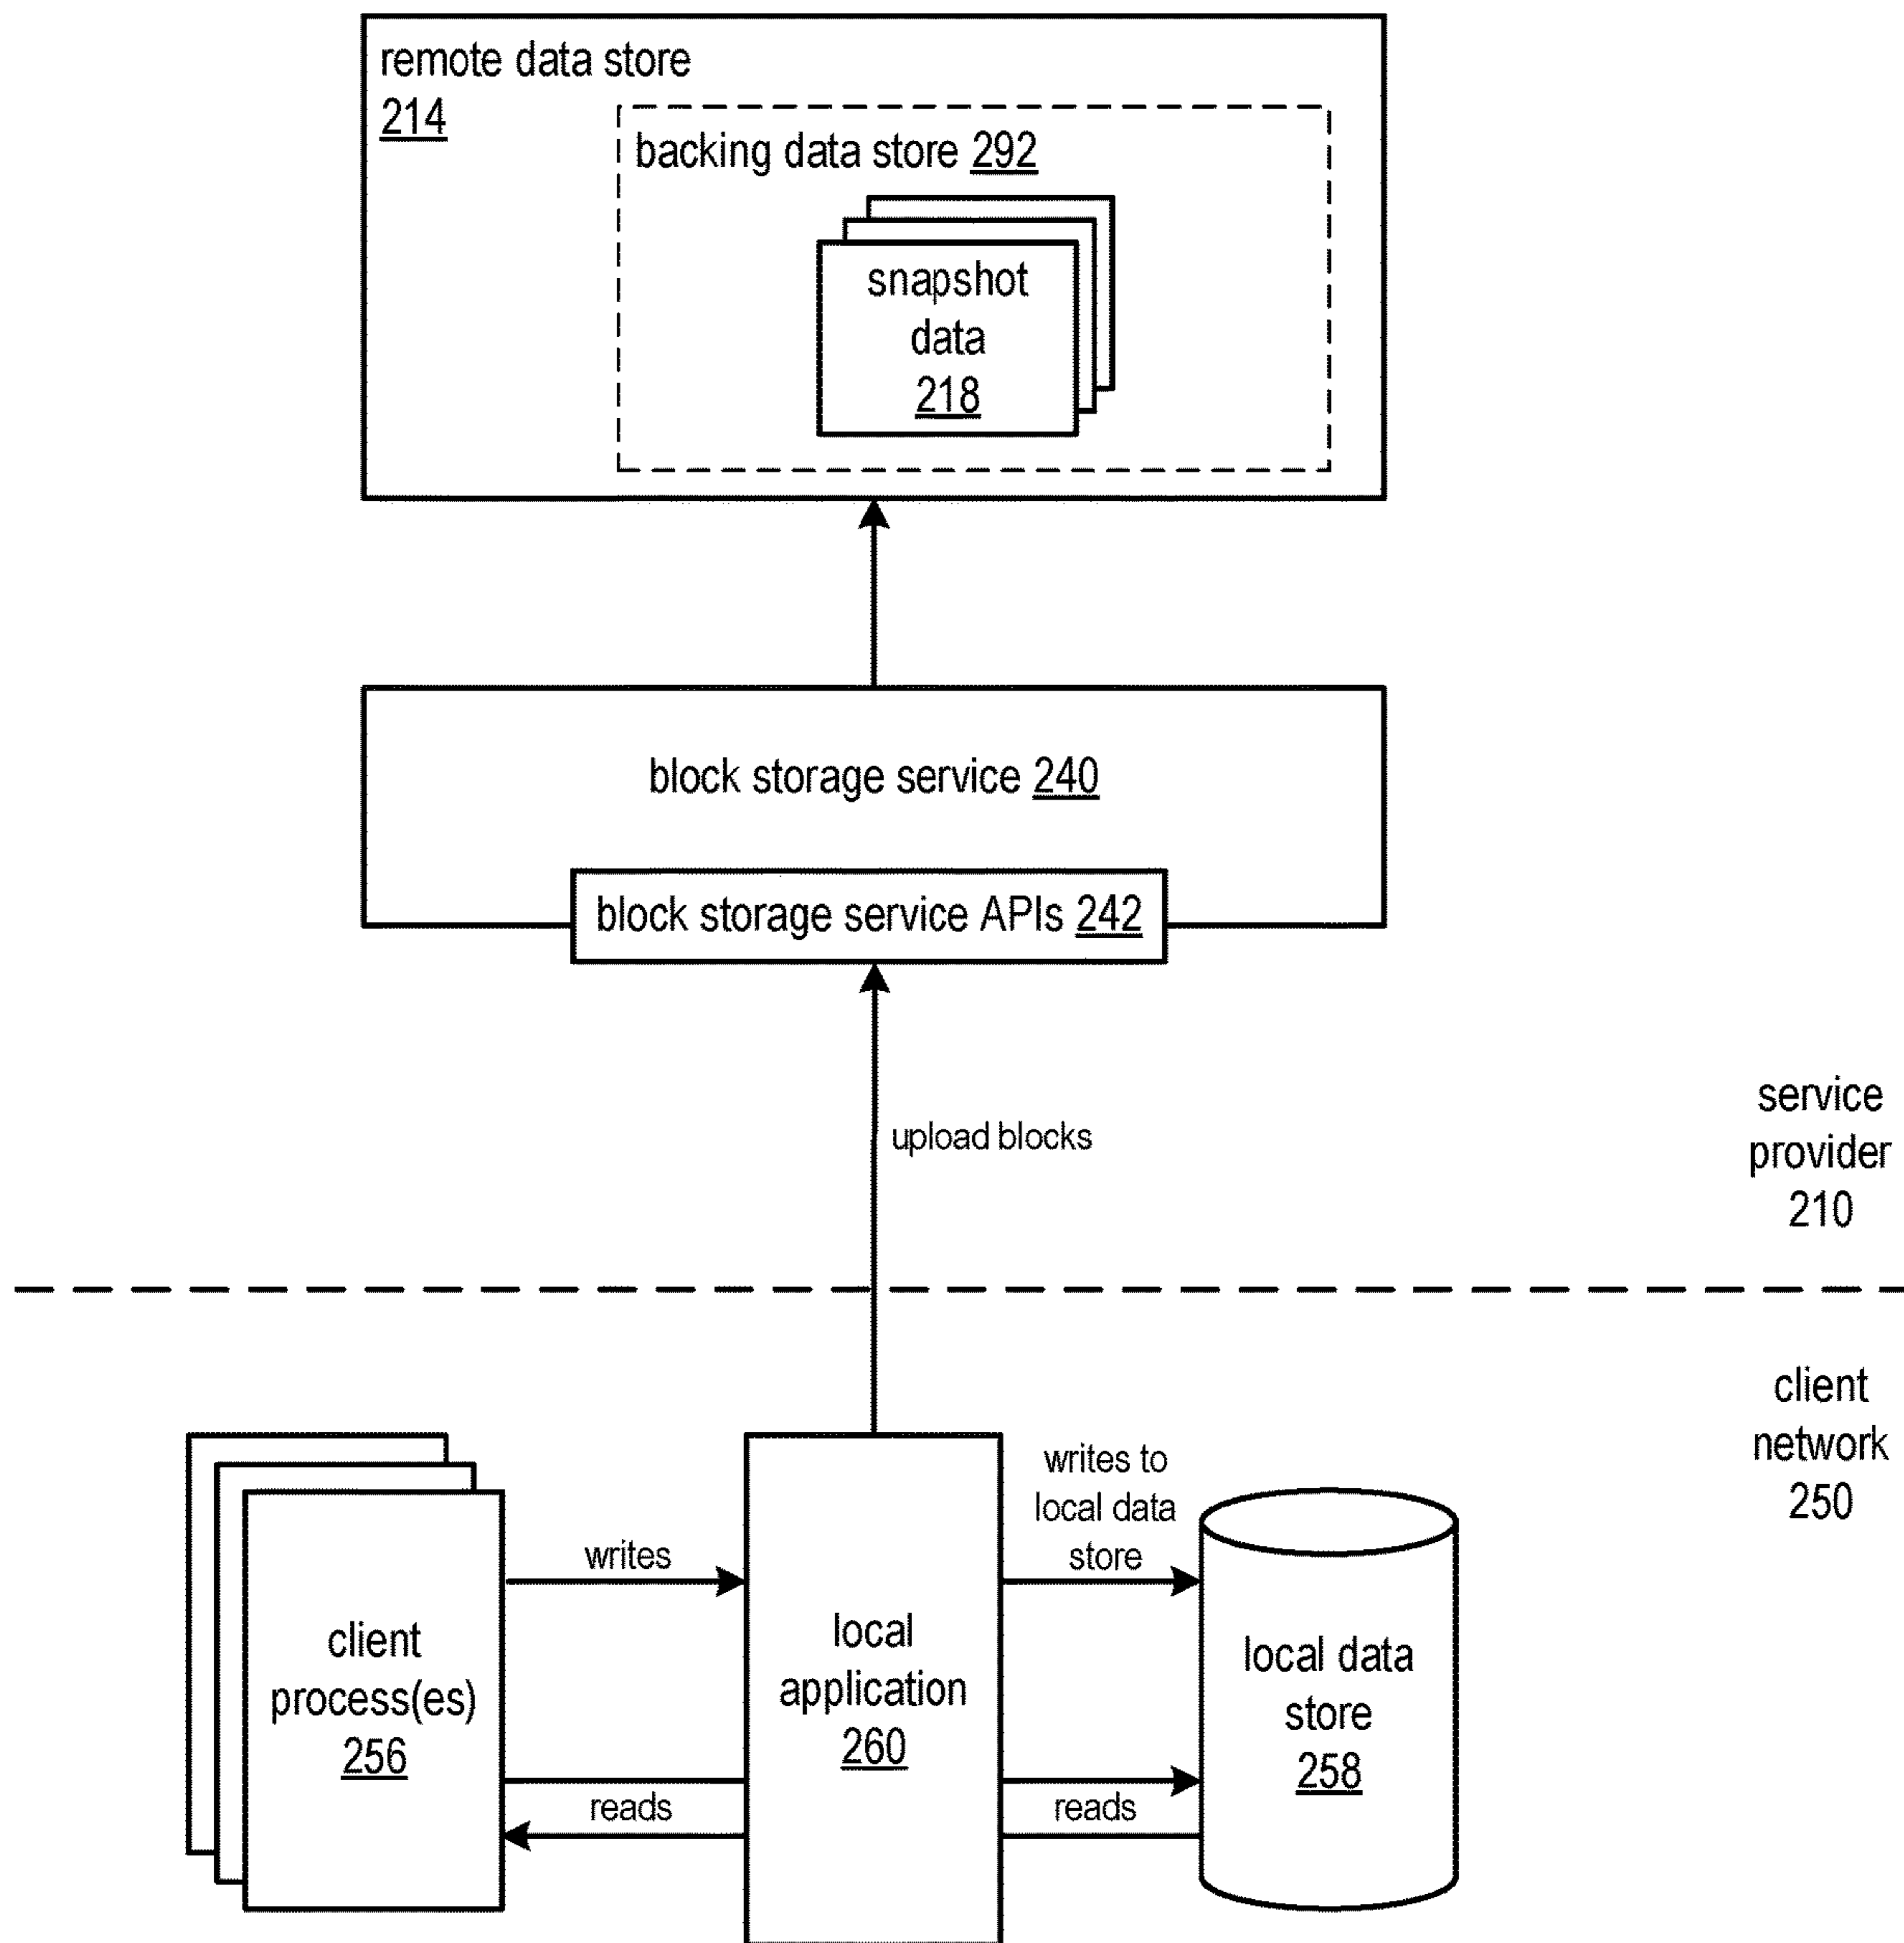 remote data store
214
backing data store 292
snapshot
data
218
block storage service 240
block storage service APIs 242
upload blocks
service
provider
210
client
network
250
writes to
local data
store
writes
client
process(es)
256
local
application
260
local data
store
258
reads
reads